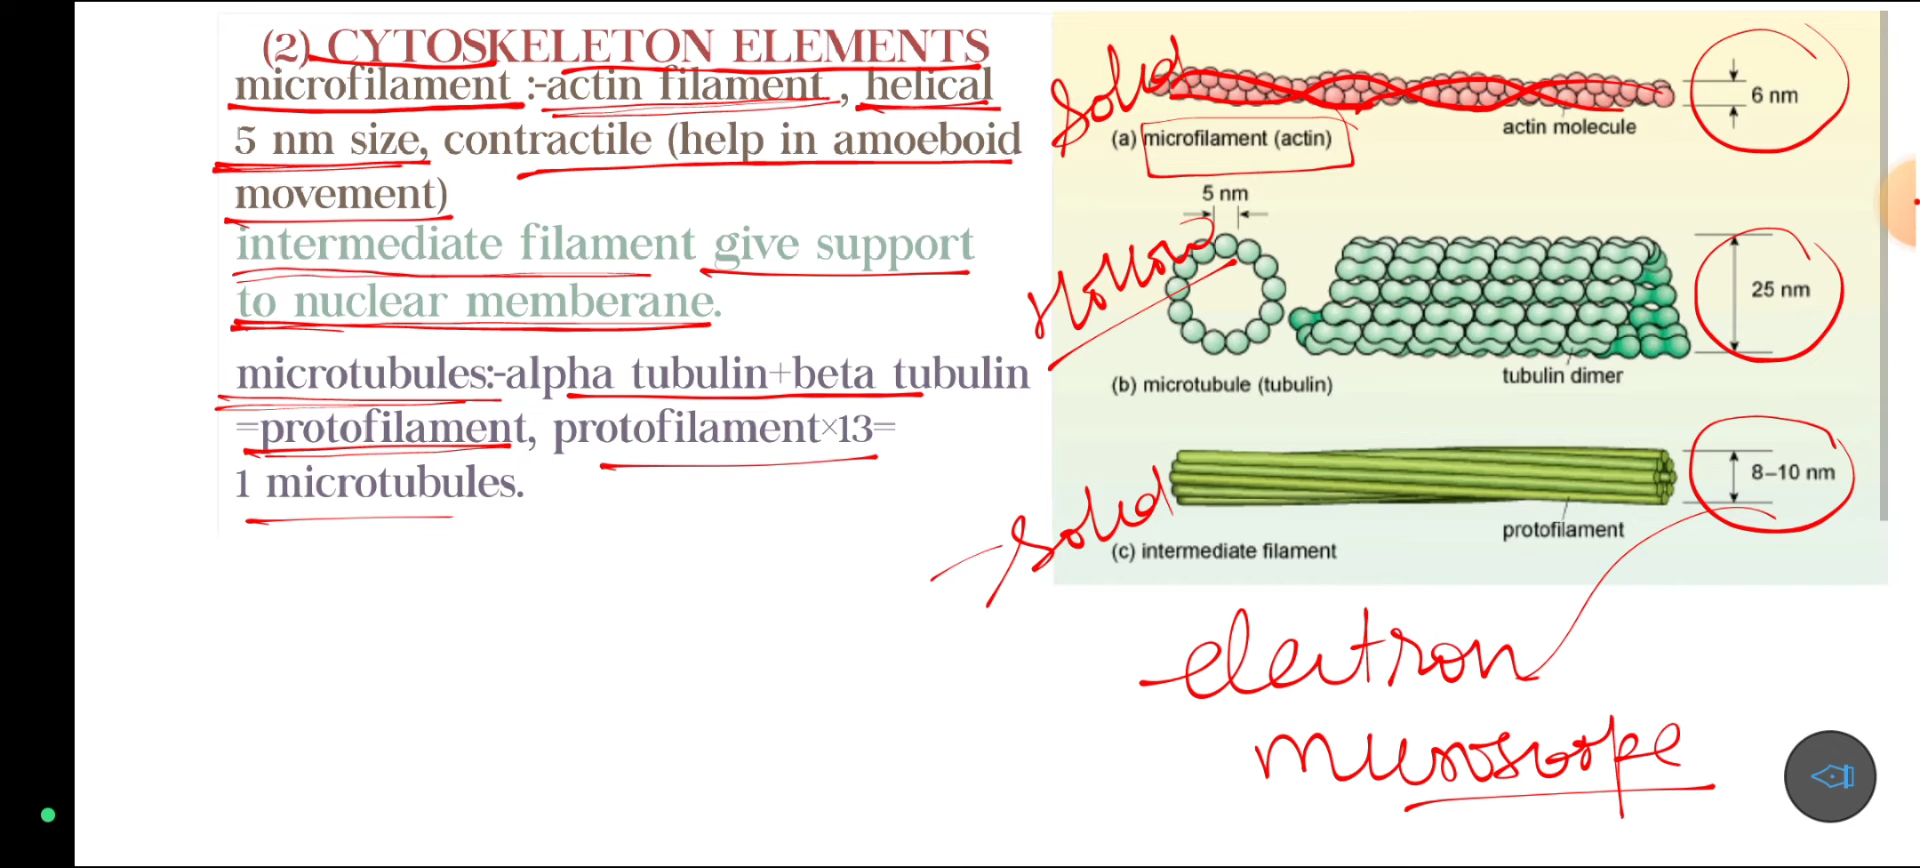 (2) CYTOSKELETON ELEMENTS
microfilament :-actin filament , helical
5 nm size, contractile (help in amoeboid
movement)
intermediate filament give support
to nuclear memberane.
microtubules:-alpha tubulin+beta tubulin
=protofilament, protofilament×13=
1 microtubules.
Solid
6 nm
actin molecule
(a) microfilament (actin)
5 nm
Hollow
25 nm
tubulin dimer
(b) microtubule (tubulin)
Solid
8–10 nm
protofilament
(c) intermediate filament
electron
microscope